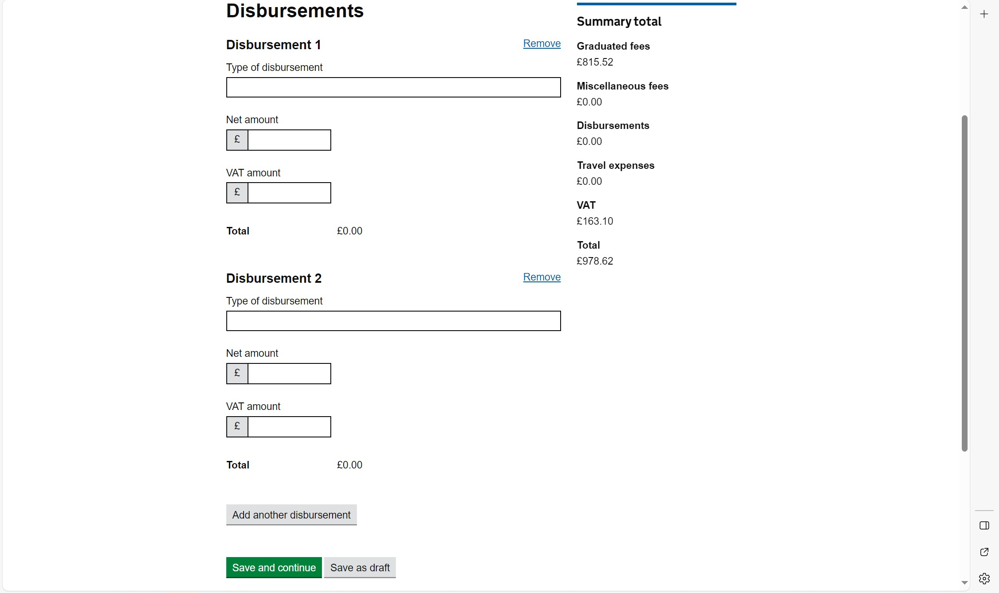 Disbursements
Disbursement 1
Remove
Type of disbursement
Net amount
£
VAT amount
£
Total £0.00
Disbursement 2
Remove
Type of disbursement
Net amount
£
VAT amount
£
Total £0.00
Add another disbursement
Save and continue
Save as draft
Summary total
Graduated fees
£815.52
Miscellaneous fees
£0.00
Disbursements
£0.00
Travel expenses
£0.00
VAT
£163.10
Total
£978.62